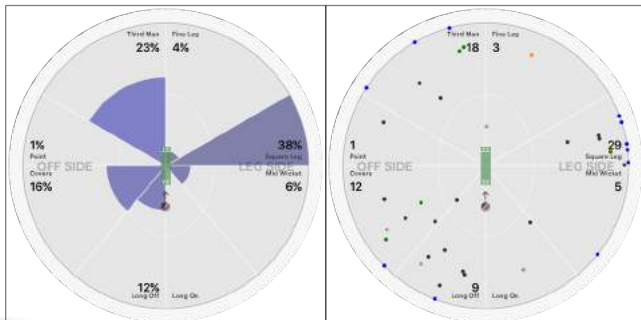 Third Man Fine Leg
23% 4%
1%
Point
OFF SIDE
Covers
16%
38%
Square Leg
LEG SIDE
Mid Wicket
6%
12%
Long Off Long On
Third Man Fine Leg
18 3
1
Point
OFF SIDE
Covers
12
29
Square Leg
LEG SIDE
Mid Wicket
5
9
Long Off Long On